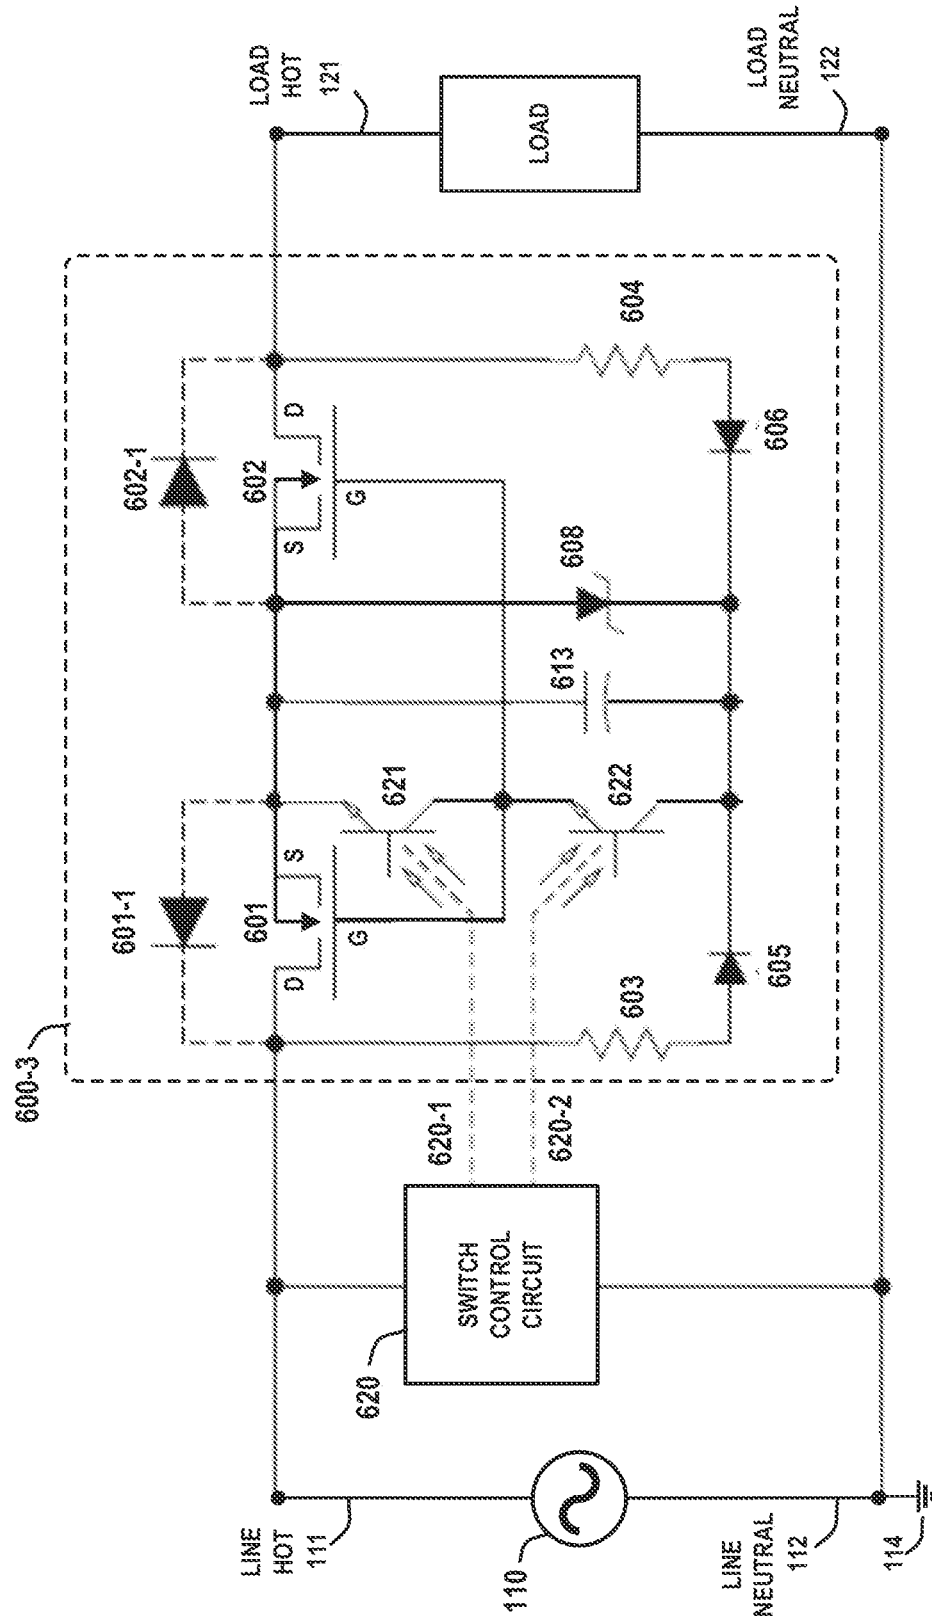 600-3
601-1
602-1
LINE
HOT
111
LOAD
HOT
121
D
601
S
G
S
602
D
G
621
620
SWITCH
CONTROL
CIRCUIT
620-1
620-2
622
613
608
603
604
605
606
110
LOAD
LINE
NEUTRAL
112
114
LOAD
NEUTRAL
122